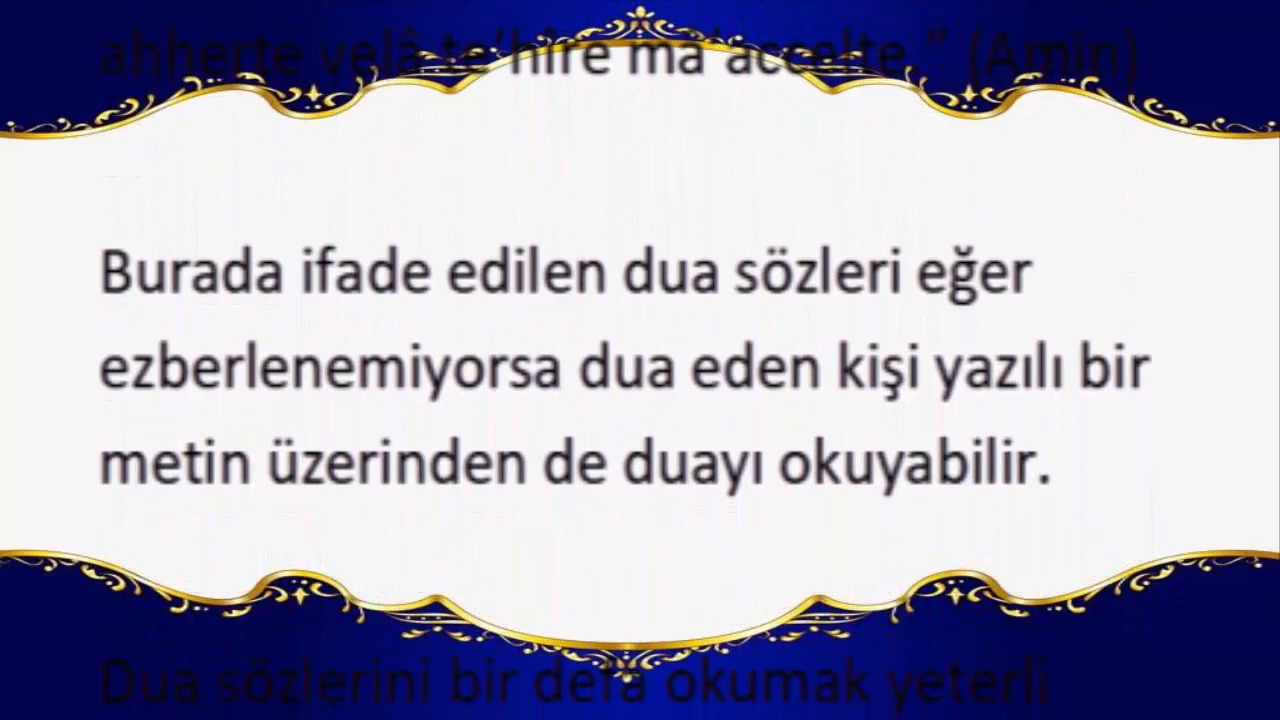 ahherte velâ te'hîre mâ'accelte." (Amin)
Burada ifade edilen dua sözleri eğer
ezberlenemiyorsa dua eden kişi yazılı bir
metin üzerinden de duayı okuyabilir.
Dua sözlerini bir defa okumak yeterli